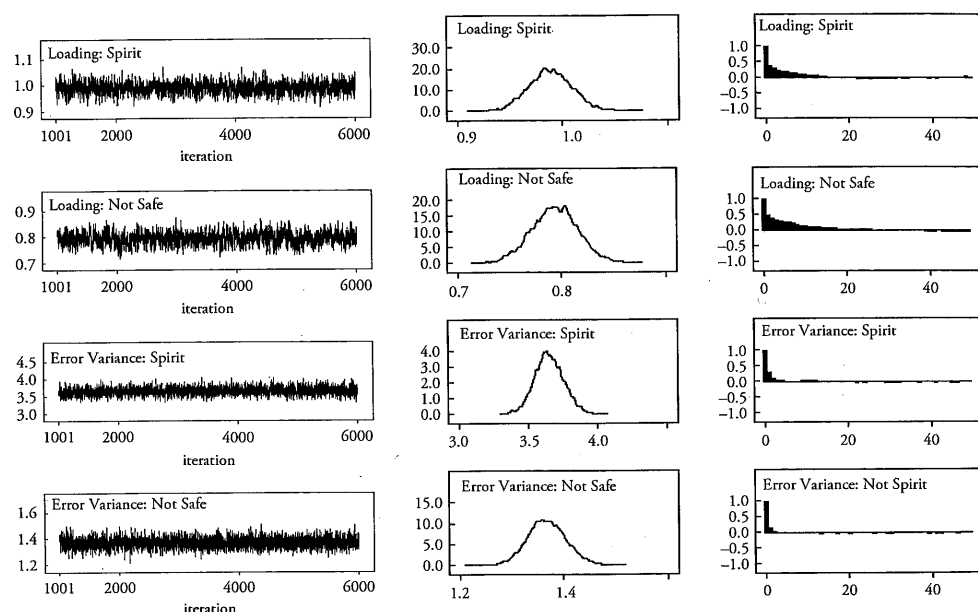 Loading: Spirit
1.1
1.0
0.9
1001 2000 4000 6000
iteration
Loading: Spirit
30.0
20.0
10.0
0.0
0.9 1.0
Loading: Spirit
1.0
0.5
0.0
−0.5
−1.0
0 20 40
Loading: Not Safe
0.9
0.8
0.7
1001 2000 4000 6000
iteration
Loading: Not Safe
20.0
15.0
10.0
5.0
0.0
0.7 0.8
Loading: Not Safe
1.0
0.5
0.0
−0.5
−1.0
0 20 40
Error Variance: Spirit
4.5
4.0
3.5
3.0
1001 2000 4000 6000
iteration
Error Variance: Spirit
4.0
3.0
2.0
1.0
0.0
3.0 3.5 4.0
Error Variance: Spirit
1.0
0.5
0.0
−0.5
−1.0
0 20 40
Error Variance: Not Safe
1.6
1.4
1.2
1001 2000 4000 6000
iteration
Error Variance: Not Safe
15.0
10.0
5.0
0.0
1.2 1.4
Error Variance: Not Spirit
1.0
0.5
0.0
−0.5
−1.0
0 20 40